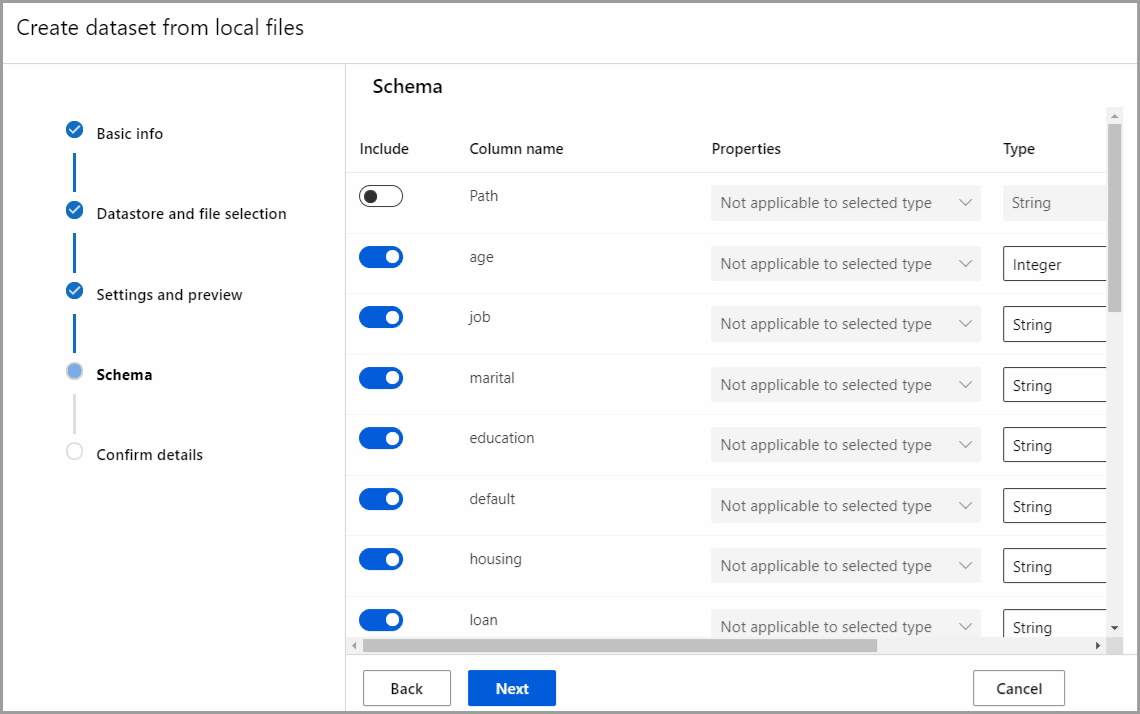 Create dataset from local files
Basic info
Datastore and file selection
Settings and preview
Schema
Confirm details
Schema
Include Column name Properties Type
Path Not applicable to selected type String
age Not applicable to selected type Integer
job Not applicable to selected type String
marital Not applicable to selected type String
education Not applicable to selected type String
default Not applicable to selected type String
housing Not applicable to selected type String
loan Not applicable to selected type String
Back Next Cancel